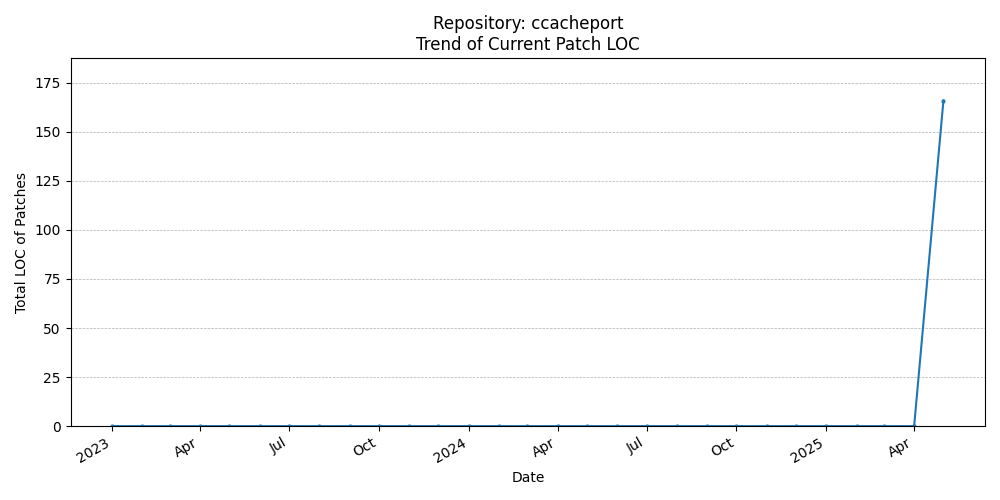 Repository: ccacheport
Trend of Current Patch LOC
175
150
125
100
75
50
25
0
Total LOC of Patches
2023
Apr
Jul
Oct
2024
Apr
Jul
Oct
2025
Apr
Date